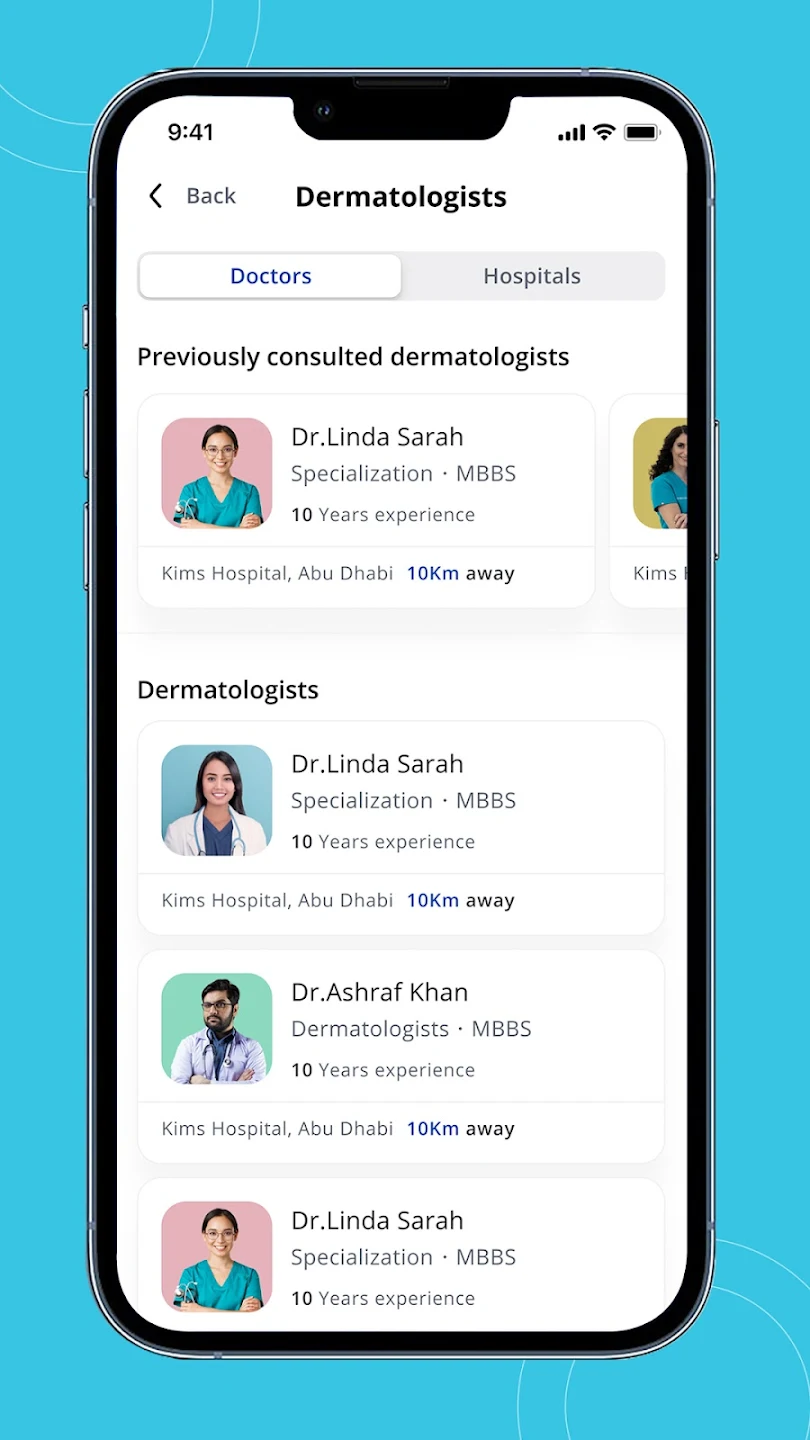 9:41
Back
Dermatologists
Doctors
Hospitals
Previously consulted dermatologists
Dr.Linda Sarah
Specialization · MBBS
10 Years experience
Kims Hospital, Abu Dhabi 10Km away
Kims
Dermatologists
Dr.Linda Sarah
Specialization · MBBS
10 Years experience
Kims Hospital, Abu Dhabi 10Km away
Dr.Ashraf Khan
Dermatologists · MBBS
10 Years experience
Kims Hospital, Abu Dhabi 10Km away
Dr.Linda Sarah
Specialization · MBBS
10 Years experience